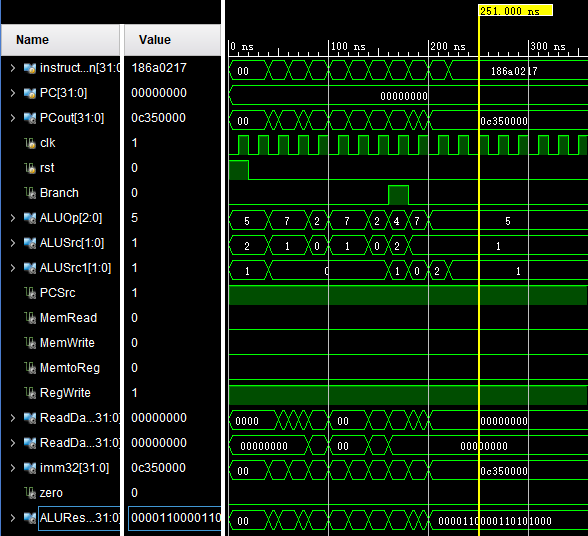 251.000 ns
Name Value 0 ns 100 ns 200 ns 300 ns
instruct...n[31:0] 186a0217 00 186a0217
PC[31:0] 00000000 00000000
PCout[31:0] 0c350000 00 0c350000
clk 1
rst 0
Branch 0
ALUOp[2:0] 5 5 7 2 7 2 4 7 5
ALUSrc[1:0] 1 2 1 0 1 0 2 1
ALUSrc1[1:0] 1 1 0 1 0 2 1
PCSrc 1
MemRead 0
MemWrite 0
MemtoReg 0
RegWrite 1
ReadDa...31:0] 00000000 0000 00 00000000
ReadDa...31:0] 00000000 00000000 00 00000000
imm32[31:0] 0c350000 00 0c350000
zero 0
ALURes...31:0] 0000110000110 00 0000110000110101000